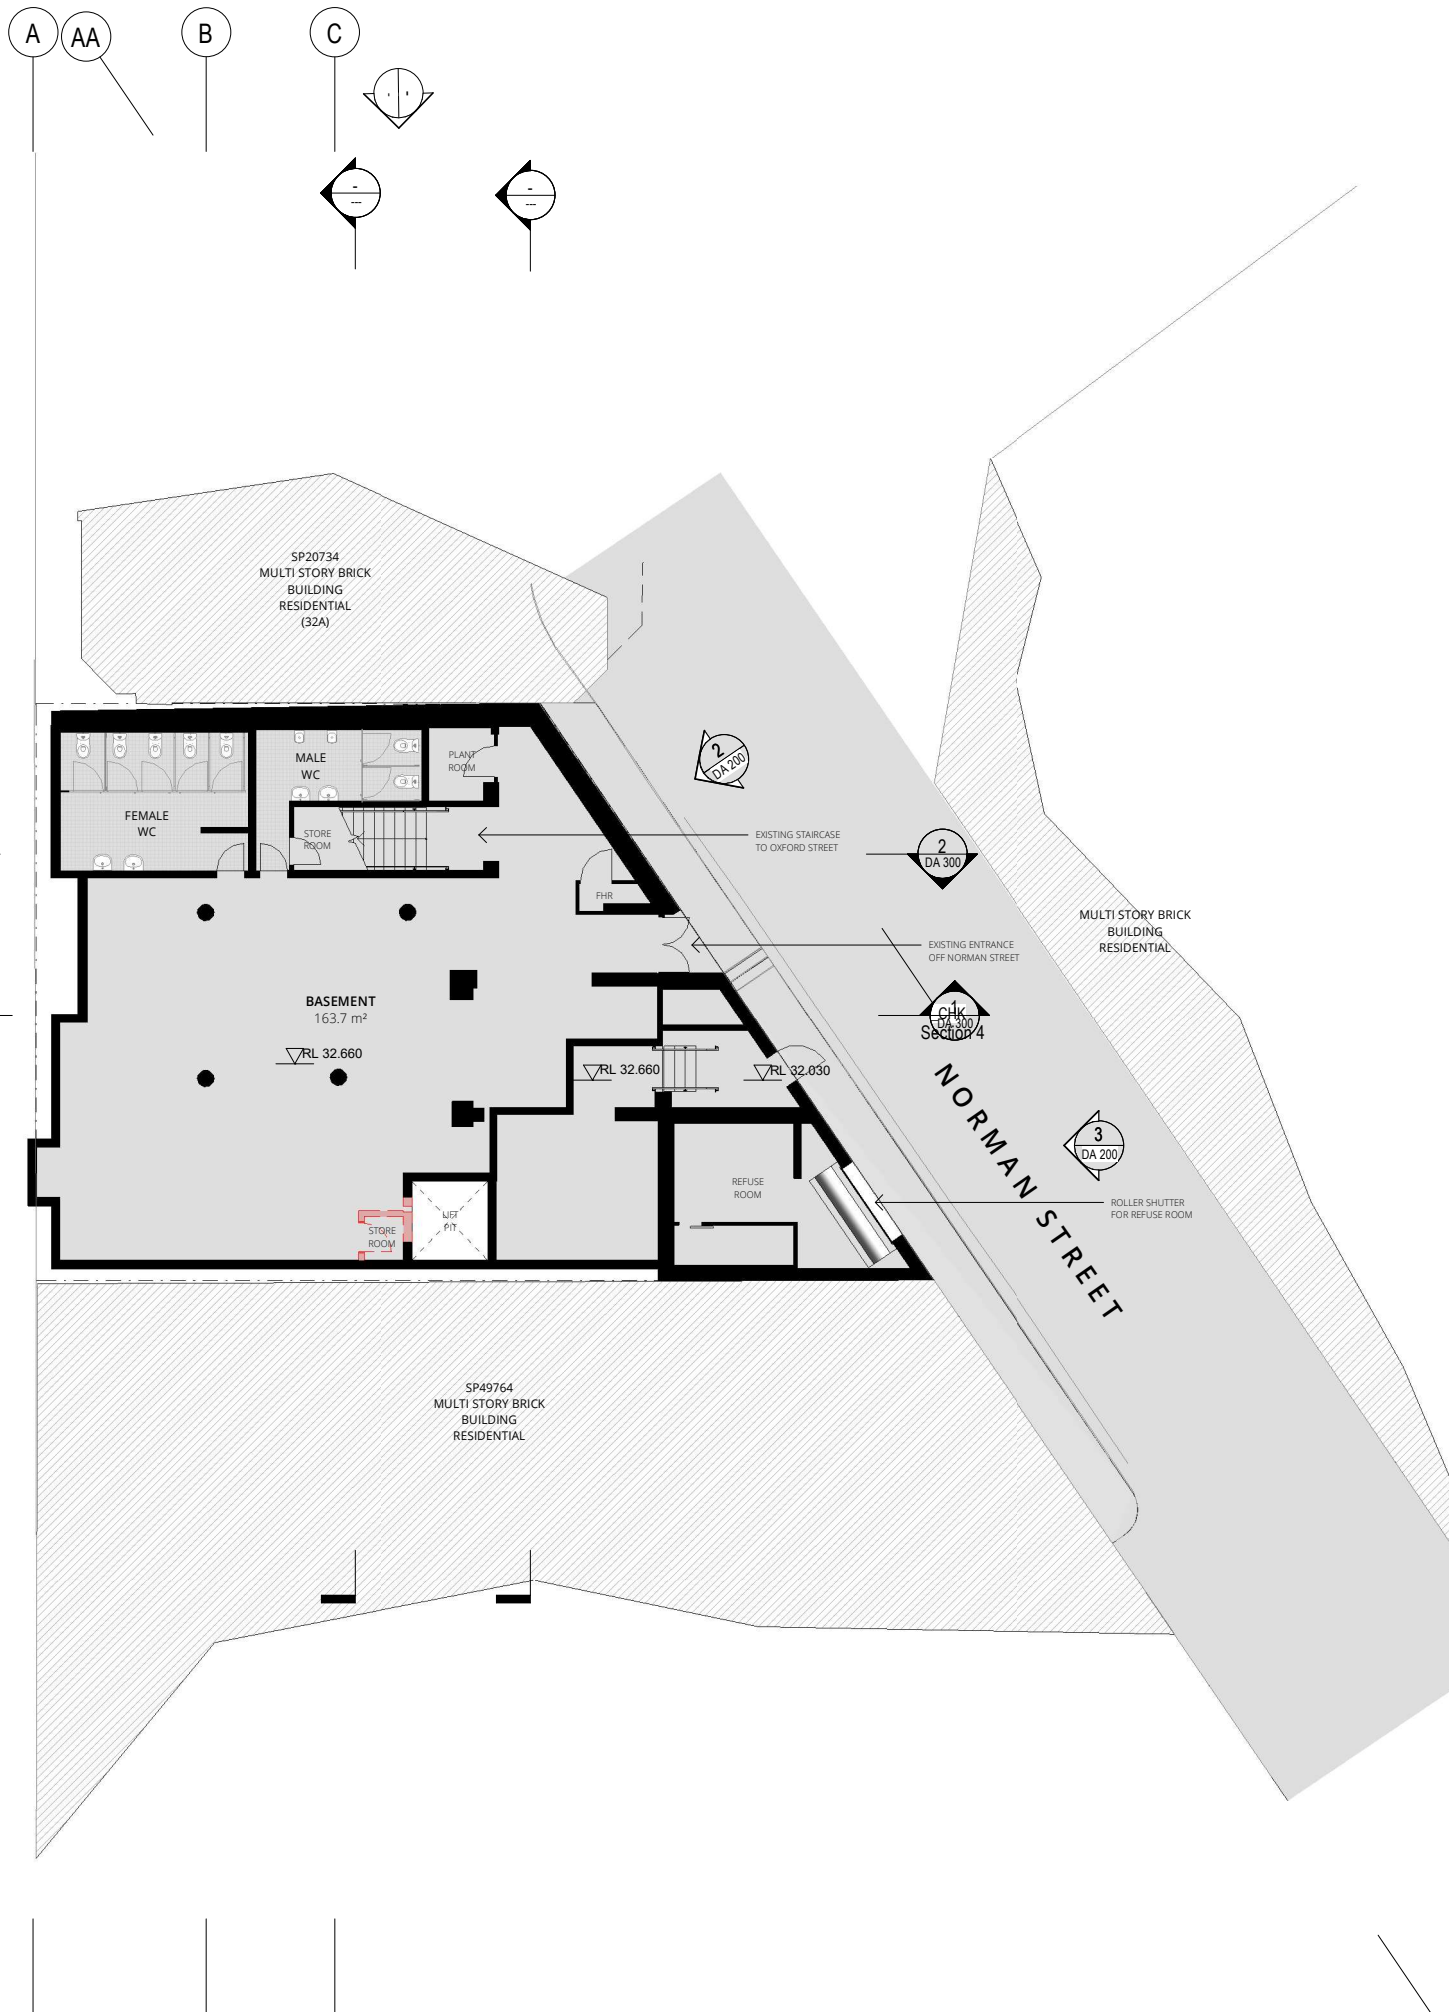 A
AA
B
C
-
---
-
---
SP20734
MULTI STORY BRICK
BUILDING
RESIDENTIAL
(32A)
MALE
WC
PLANT
ROOM
2
DA 200
FEMALE
WC
STORE
ROOM
EXISTING STAIRCASE
TO OXFORD STREET
2
DA 300
FHR
MULTI STORY BRICK
BUILDING
RESIDENTIAL
EXISTING ENTRANCE
OFF NORMAN STREET
BASEMENT
163.7 m²
1
CHK
DA 300
Section 4
RL 32.660
RL 32.660
RL 32.030
NORMAN STREET
3
DA 200
REFUSE
ROOM
ROLLER SHUTTER
FOR REFUSE ROOM
LIFT
PIT
STORE
ROOM
SP49764
MULTI STORY BRICK
BUILDING
RESIDENTIAL